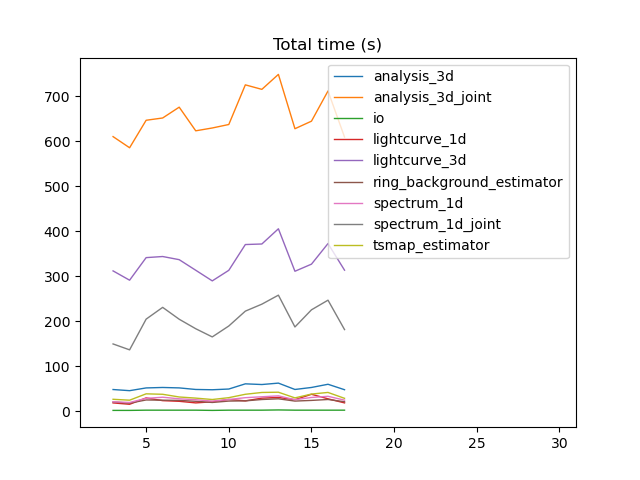 Total time (s)
analysis_3d
analysis_3d_joint
io
lightcurve_1d
lightcurve_3d
ring_background_estimator
spectrum_1d
spectrum_1d_joint
tsmap_estimator
700
600
500
400
300
200
100
0
5 10 15 20 25 30